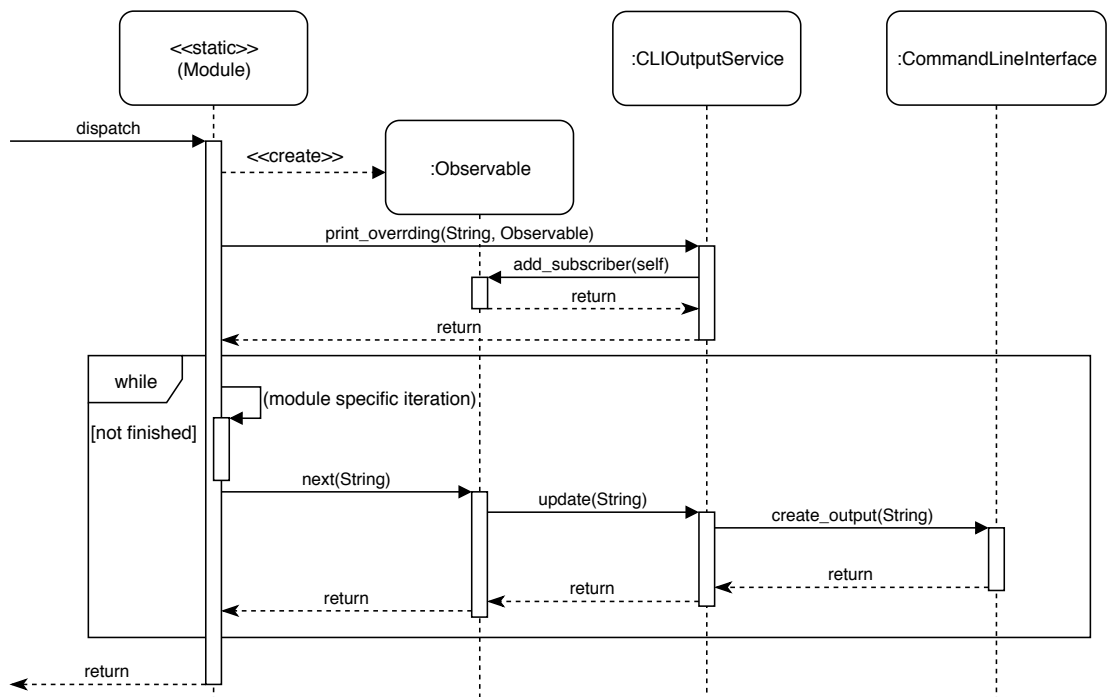 <<static>>
(Module)
:CLIOutputService
:CommandLineInterface
dispatch
<<create>>
:Observable
print_overrding(String, Observable)
add_subscriber(self)
return
return
while
(module specific iteration)
[not finished]
next(String)
update(String)
create_output(String)
return
return
return
return